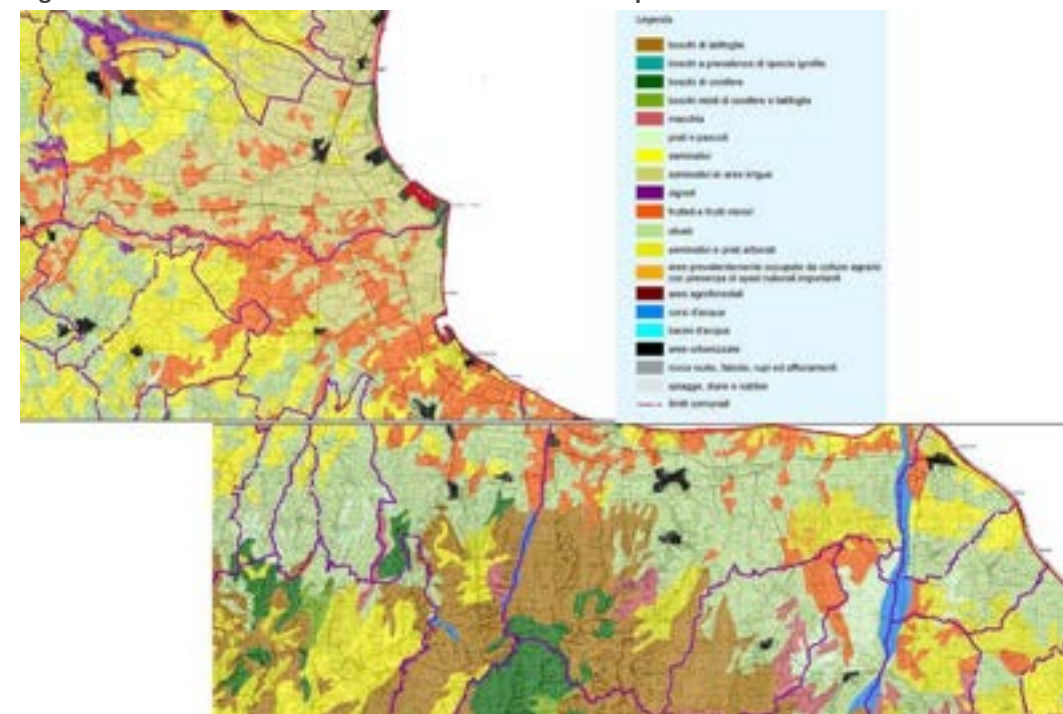 Legenda
boschi di latifoglie
boschi a prevalenza di specie igrofile
boschi di conifere
boschi misti di conifere e latifoglie
macchia
prati e pascoli
seminativi
seminativi in aree irrigue
vigneti
frutteti e frutti minori
oliveti
seminativi e prati arborati
aree prevalentemente occupate da colture agrarie
con presenza di spazi naturali importanti
aree agroforestali
corsi d'acqua
bacini d'acqua
aree urbanizzate
rocce nude, falesie, rupi ed affioramenti
spiagge, dune e sabbie
limiti comunali